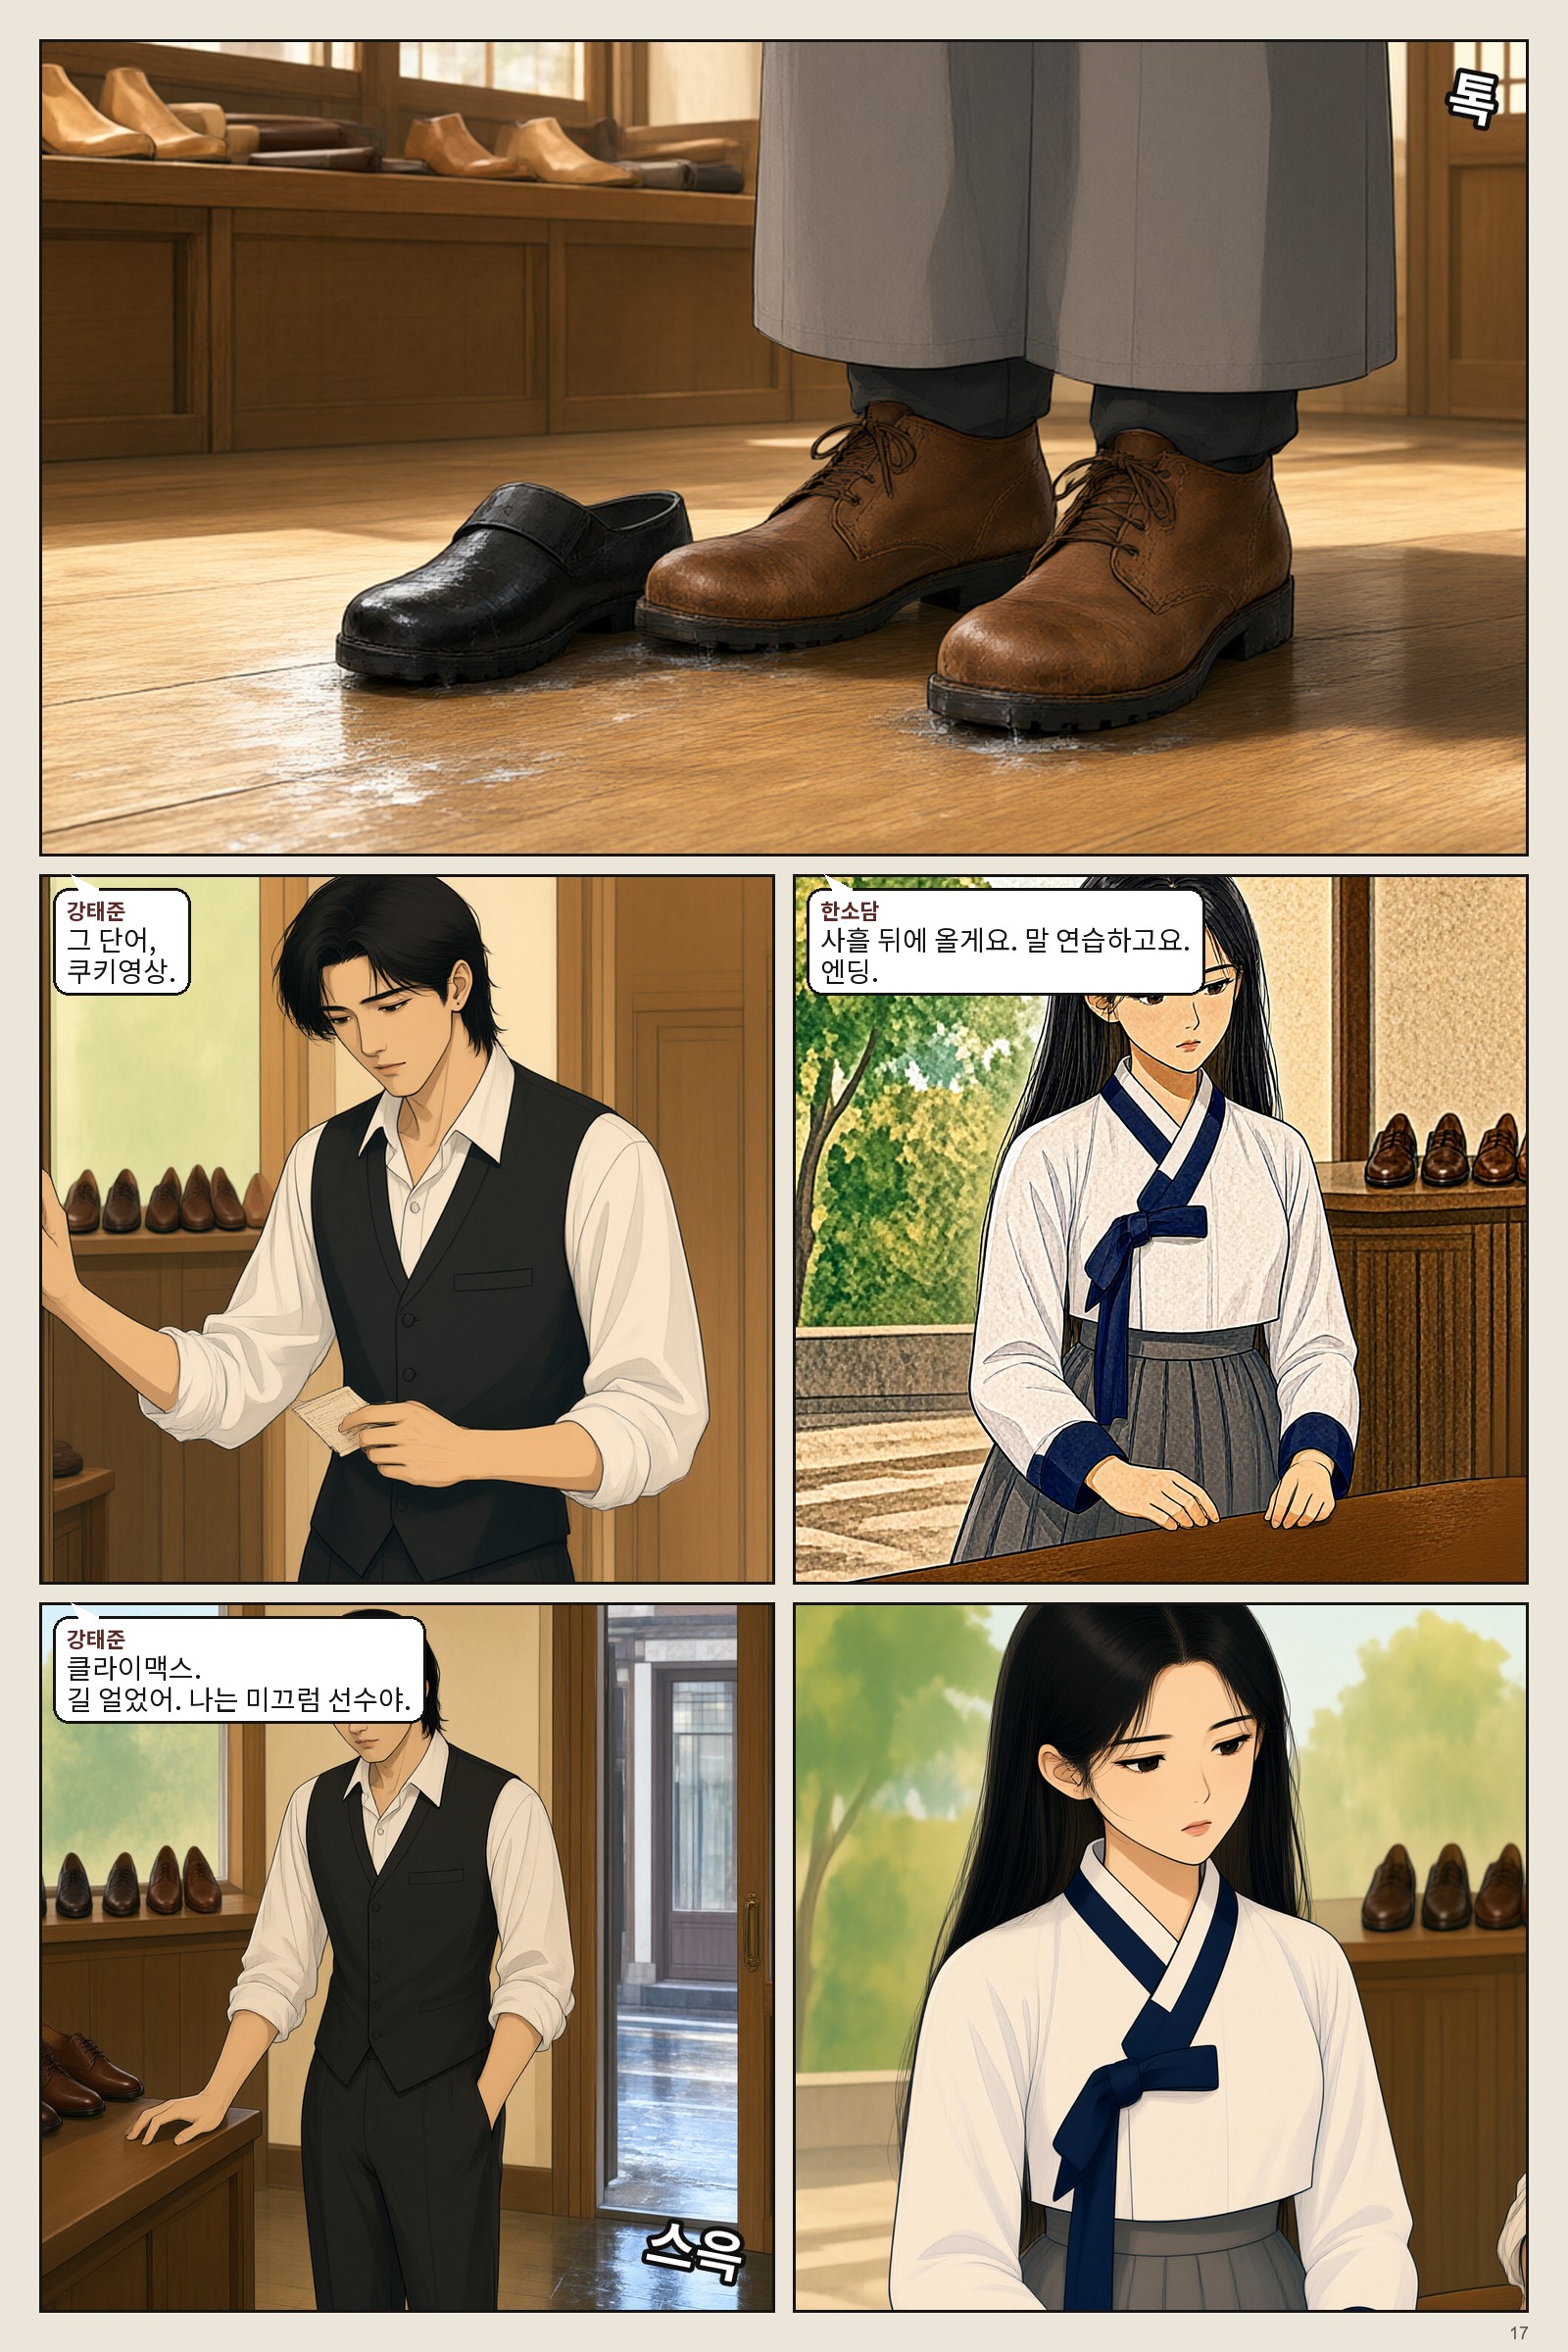 톡
강태준
그 단어,
쿠키영상.
한소담
사흘 뒤에 올게요. 말 연습하고요.
엔딩.
강태준
클라이맥스.
길 얼었어. 나는 미끄럼 선수야.
스윽
17